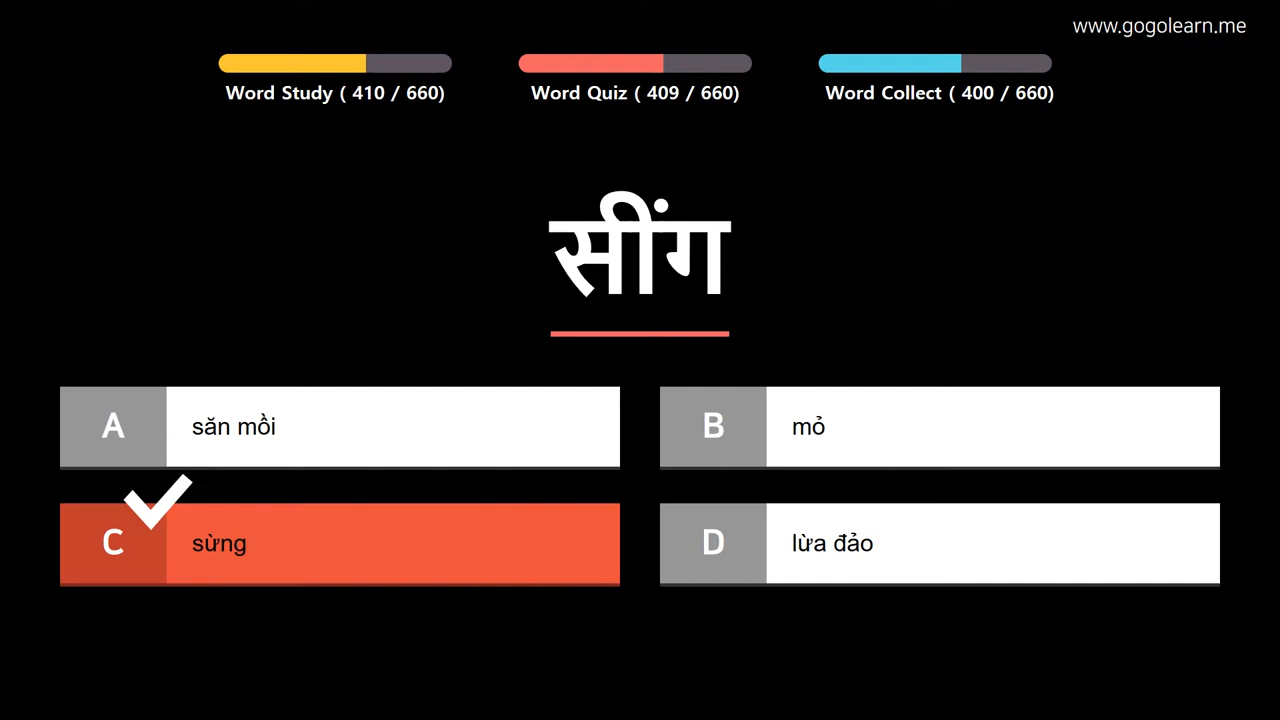 www.gogolearn.me
Word Study ( 410 / 660)
Word Quiz ( 409 / 660)
Word Collect ( 400 / 660)
सींग
A săn mồi
B mỏ
C sừng
D lừa đảo